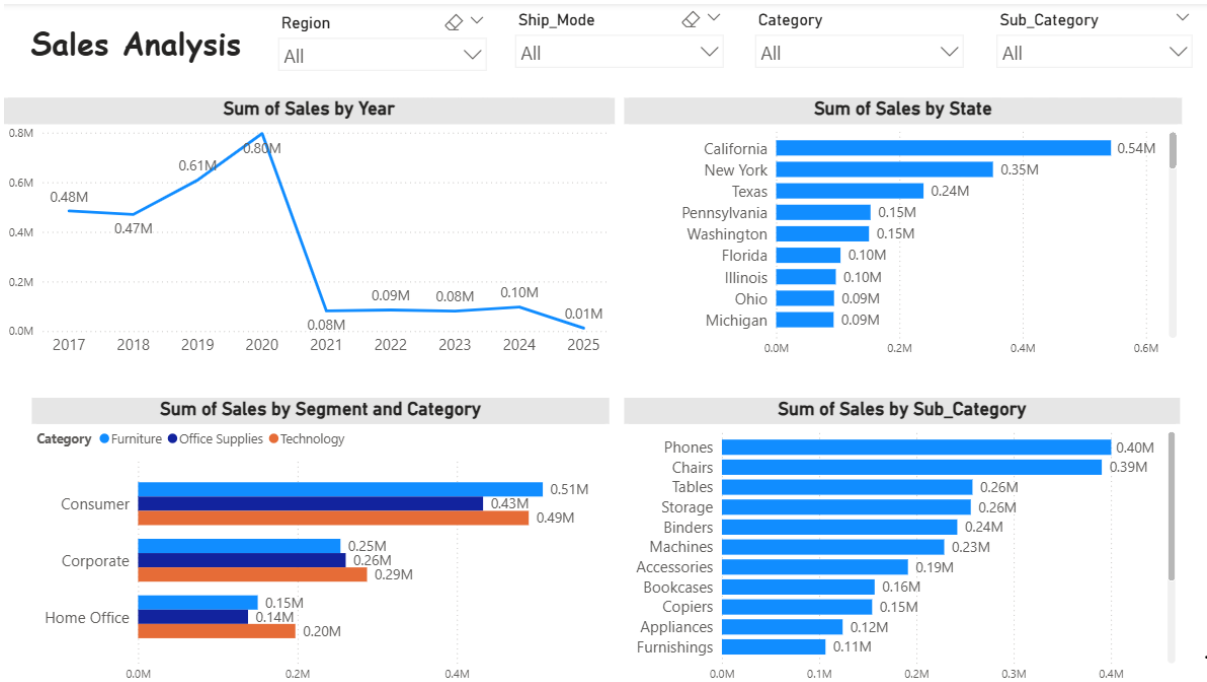 Sales Analysis
Region
All
Ship_Mode
All
Category
All
Sub_Category
All
Sum of Sales by Year
0.8M
0.6M
0.4M
0.2M
0.0M
0.48M
0.47M
0.61M
0.80M
0.08M
0.09M
0.08M
0.10M
0.01M
2017 2018 2019 2020 2021 2022 2023 2024 2025
Sum of Sales by State
California 0.54M
New York 0.35M
Texas 0.24M
Pennsylvania 0.15M
Washington 0.15M
Florida 0.10M
Illinois 0.10M
Ohio 0.09M
Michigan 0.09M
0.0M 0.2M 0.4M 0.6M
Sum of Sales by Segment and Category
Category Furniture Office Supplies Technology
Consumer
0.51M
0.43M
0.49M
Corporate
0.25M
0.26M
0.29M
Home Office
0.15M
0.14M
0.20M
0.0M 0.2M 0.4M
Sum of Sales by Sub_Category
Phones 0.40M
Chairs 0.39M
Tables 0.26M
Storage 0.26M
Binders 0.24M
Machines 0.23M
Accessories 0.19M
Bookcases 0.16M
Copiers 0.15M
Appliances 0.12M
Furnishings 0.11M
0.0M 0.1M 0.2M 0.3M 0.4M